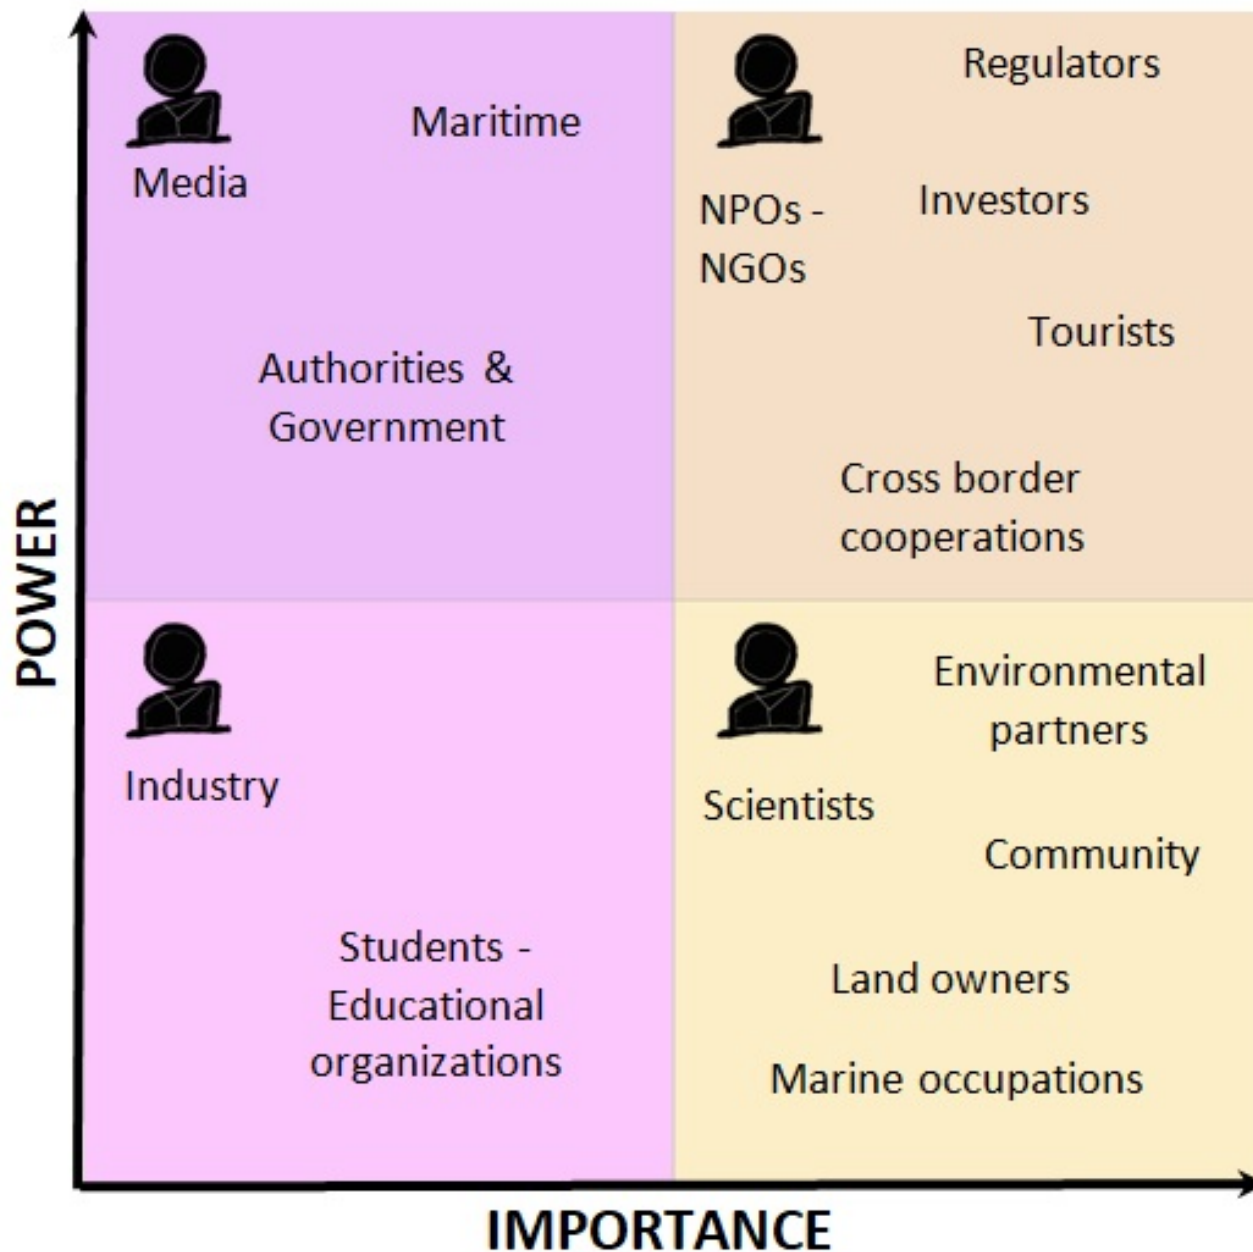 Maritime
Media
Authorities &
Government
Regulators
NPOs -
NGOs
Investors
Tourists
Cross border
cooperations
POWER
Industry
Students -
Educational
organizations
Environmental
partners
Scientists
Community
Land owners
Marine occupations
IMPORTANCE